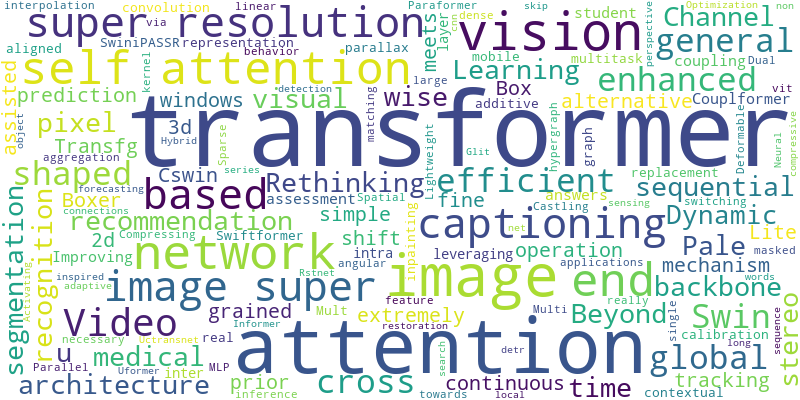 interpolation
via
linear
Paraformer
skip
Optimization
non
super resolution
convolution
student
cnn
dense
Channel
SwiniPASSR
representation
meets
layer
vision
perspective
aligned
behavior
parallax
general
self attention
kernel
mobile
multitask
coupling
Dual
assisted
Learning
enhanced
prediction
windows
visual
detection
large
wise
Box
additive
alternative
Couplformer
vit
object
pixel
3d
Sparse
matching
transformer
hypergraph
graph
Deformable
Neural
compressive
Transfg
Hybrid
Lightweight
Glit
aggregation
series
shaped
Cswin
Rethinking
efficient
replacement
forecasting
based
sequential
Boxer
connections
assessment
Spatial
fine
answers
switching
recommendation
simple
inpainting
captioning
Castling
sensing
Dynamic
segmentation
recognition
2d
Compressing
Swiftformer
shift
net
Lite
Improving
network
intra
leveraging
operation
Pale
masked
inspired
Rstnet
angular
image
applications
mechanism
Activating
adaptive
image super
feature
end
words
backbone
Video
grained
Mult
extremely
Multi
really
Beyond
Swin
stereo
necessary
Uctransnet
Informer
restoration
single
calibration
sequence
u
medical
Parallel
Uformer
MLP
real
attention
search
detr
global
long
inter
tracking
architecture
prior
inference
cross
towards
continuous
local
time
contextual